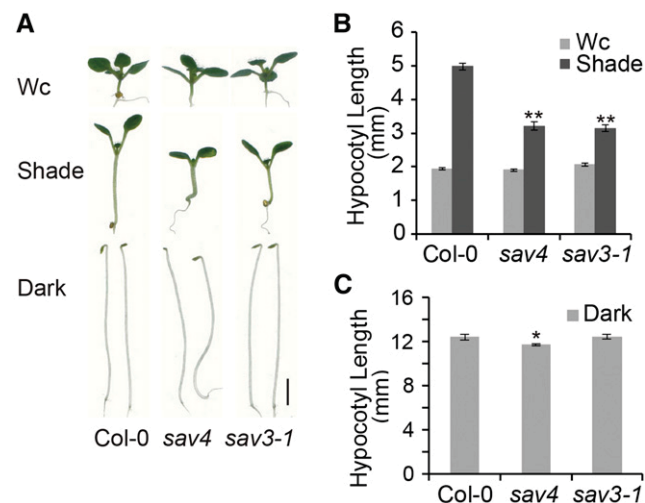 A
Wc
Shade
Dark
Col-0 sav4 sav3-1
B
Hypocotyl Length
(mm)
6
5
4
3
2
1
0
Wc
Shade
**
**
Col-0 sav4 sav3-1
C
Hypocotyl Length
(mm)
16
12
8
4
0
Dark
*
Col-0 sav4 sav3-1